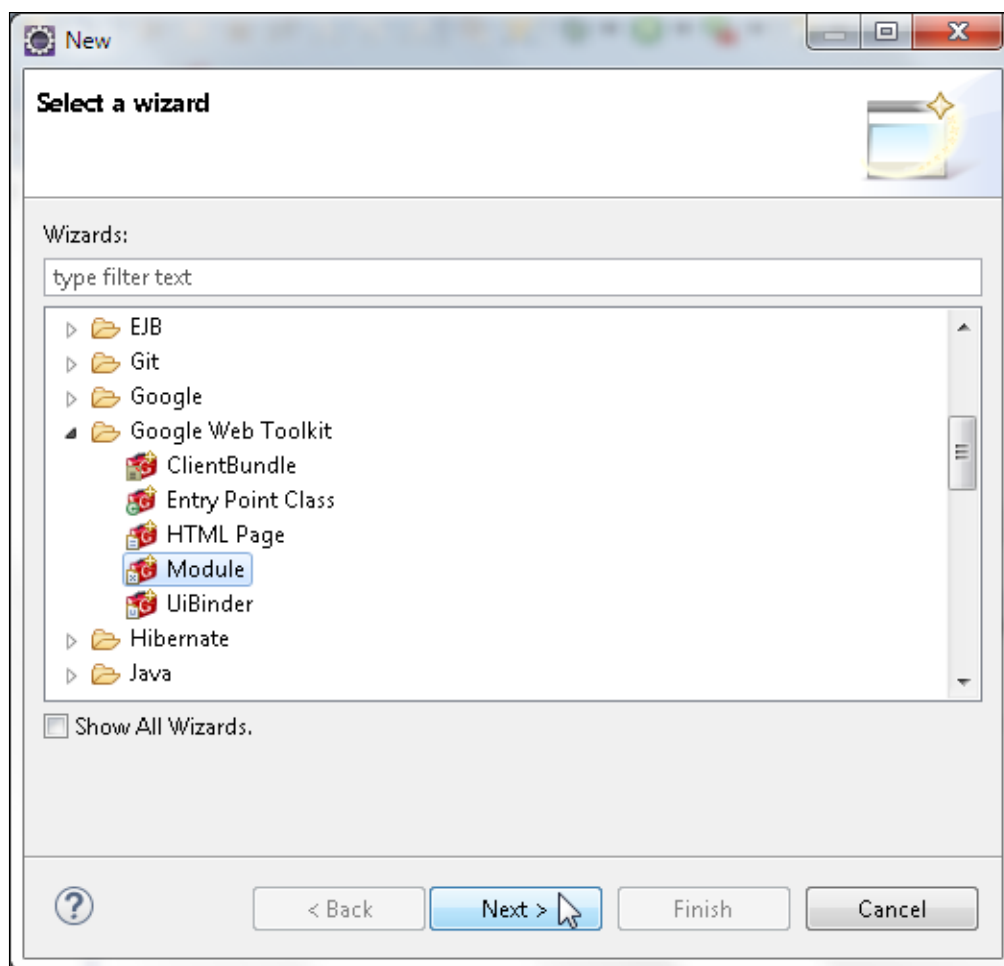 New
Select a wizard
Wizards:
type filter text
EJB
Git
Google
Google Web Toolkit
ClientBundle
Entry Point Class
HTML Page
Module
UiBinder
Hibernate
Java
Show All Wizards.
? < Back Next > Finish Cancel